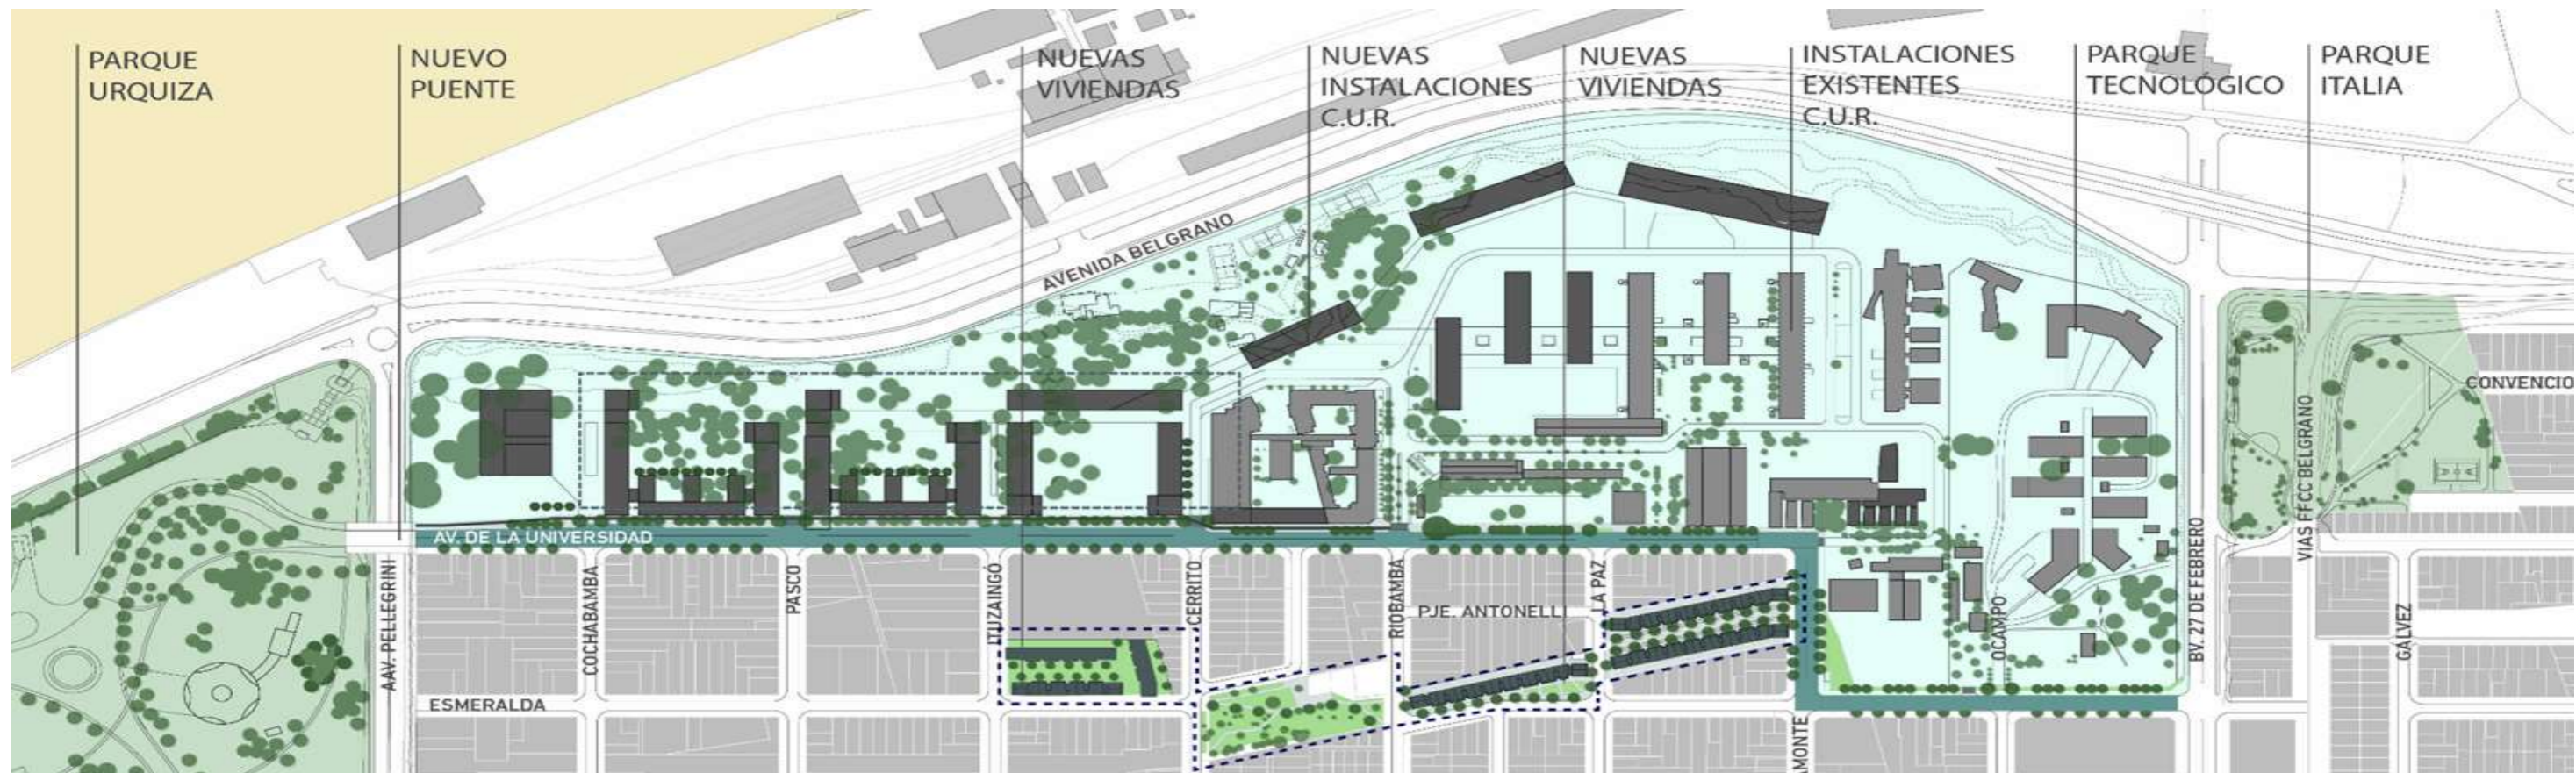 PARQUE
URQUIZA
NUEVO
PUENTE
NUEVAS
VIVIENDAS
NUEVAS
INSTALACIONES
C.U.R.
NUEVAS
VIVIENDAS
INSTALACIONES
EXISTENTES
C.U.R.
PARQUE
TECNOLÓGICO
PARQUE
ITALIA
AVENIDA BELGRANO
CONVENCIO
VIAS FFCC BELGRANO
AV. DE LA UNIVERSIDAD
AAV. PELLEGRINI
COCHABAMBA
PASCO
ITUZAINGÓ
CERRITO
RIOBAMBA
LA PAZ
PJE. ANTONELLI
OCAMPO
BV. 27 DE FEBRERO
GALVEZ
ESMERALDA
AMONTE